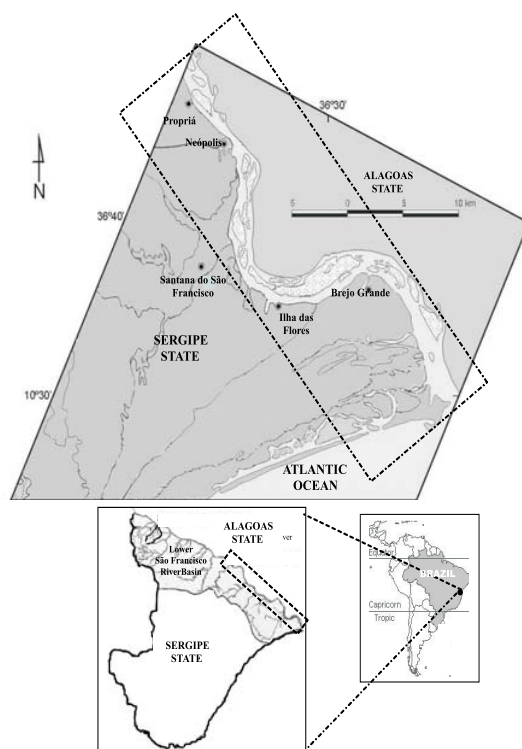 36°30'
Propriá
Neópolis
N
ALAGOAS
STATE
5 0 5 10 km
36°40'
Santana do São
Francisco
Brejo Grande
Ilha das
Flores
SERGIPE
STATE
10°30'
ATLANTIC
OCEAN
ALAGOAS
STATE
ver
Lower
São Francisco
RiverBasin
SERGIPE
STATE
Equator
BRAZIL
Capricorn
Tropic